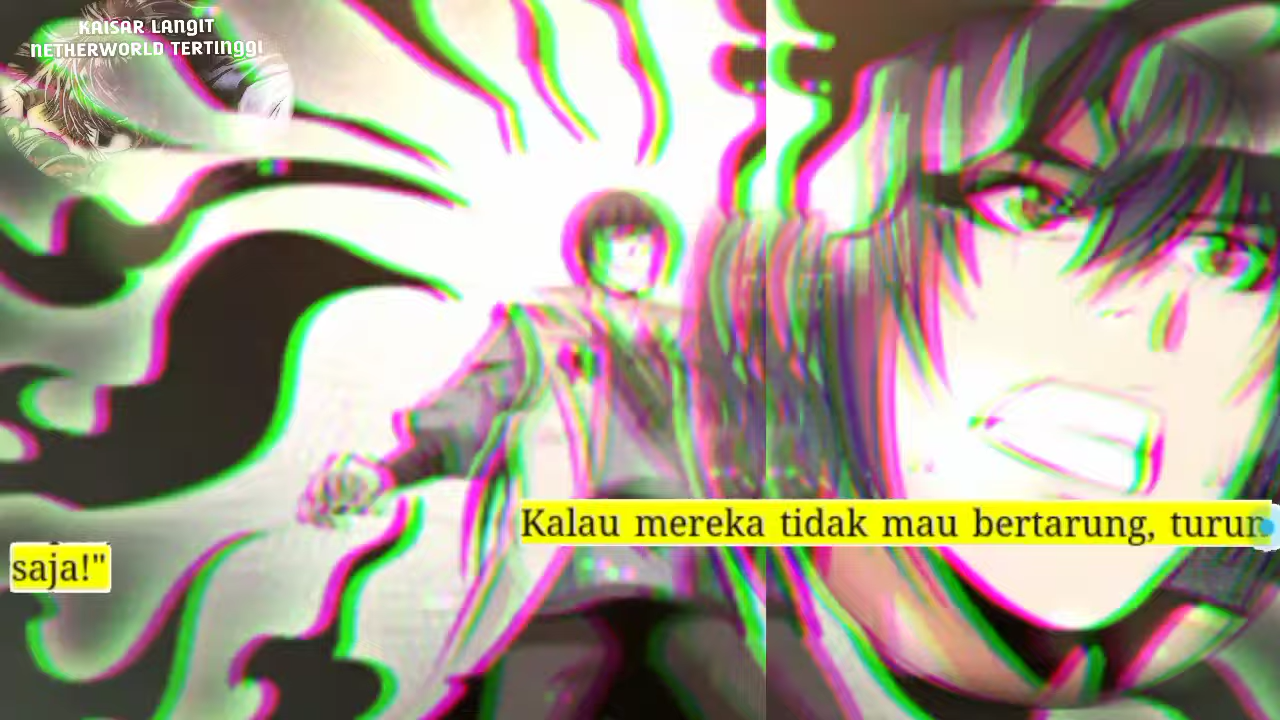 KAISAR LANGIT
NETHERWORLD TERTINGGI
Kalau mereka tidak mau bertarung, turun
saja!"